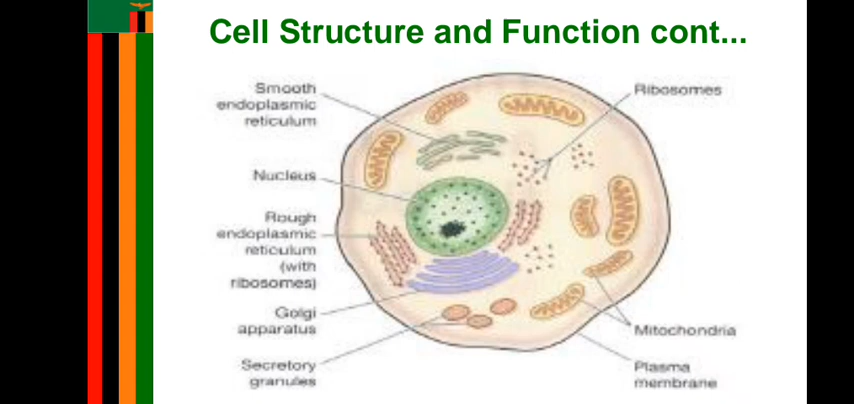 Cell Structure and Function cont...
Smooth
endoplasmic
reticulum
Ribosomes
Nucleus
Rough
endoplasmic
reticulum
(with
ribosomes)
Golgi
apparatus
Mitochondria
Secretory
granules
Plasma
membrane